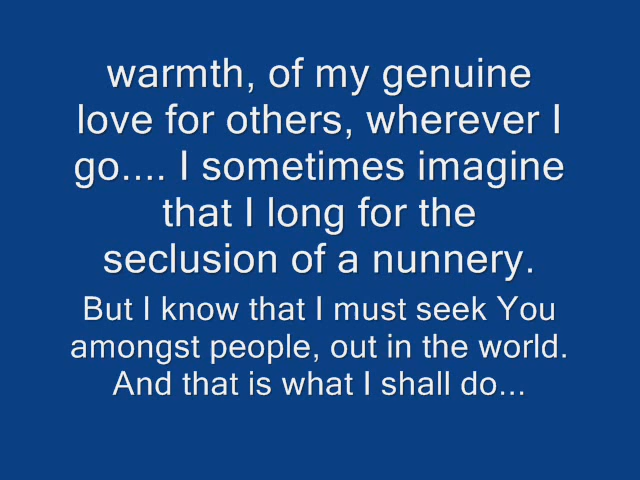 warmth, of my genuine
love for others, wherever I
go.... I sometimes imagine
that I long for the
seclusion of a nunnery.
But I know that I must seek You
amongst people, out in the world.
And that is what I shall do...